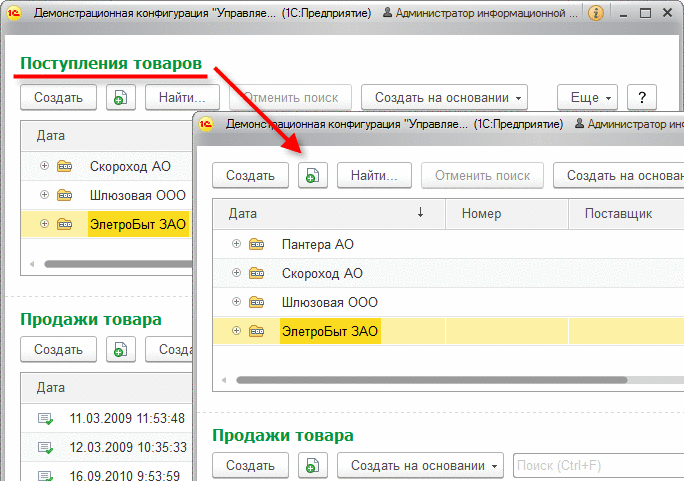 1С Демонстрационная конфигурация "Управляе... (1С:Предприятие) Администратор информационной ...
Поступления товаров
Создать Найти... Отменить поиск Создать на основании Еще ?
Дата
Скороход АО
Шлюзовая ООО
ЭлетроБыт ЗАО
Продажи товара
Создать Созд
Дата
11.03.2009 11:53:48
12.03.2009 10:35:33
16.09.2010 9:53:59
1С Демонстрационная конфигурация "Управляе... (1С:Предприятие) Администратор инф
Создать Найти... Отменить поиск Создать на основан
Дата ↓ Номер Поставщик
Пантера АО
Скороход АО
Шлюзовая ООО
ЭлетроБыт ЗАО
Продажи товара
Создать Создать на основании Поиск (Ctrl+F)